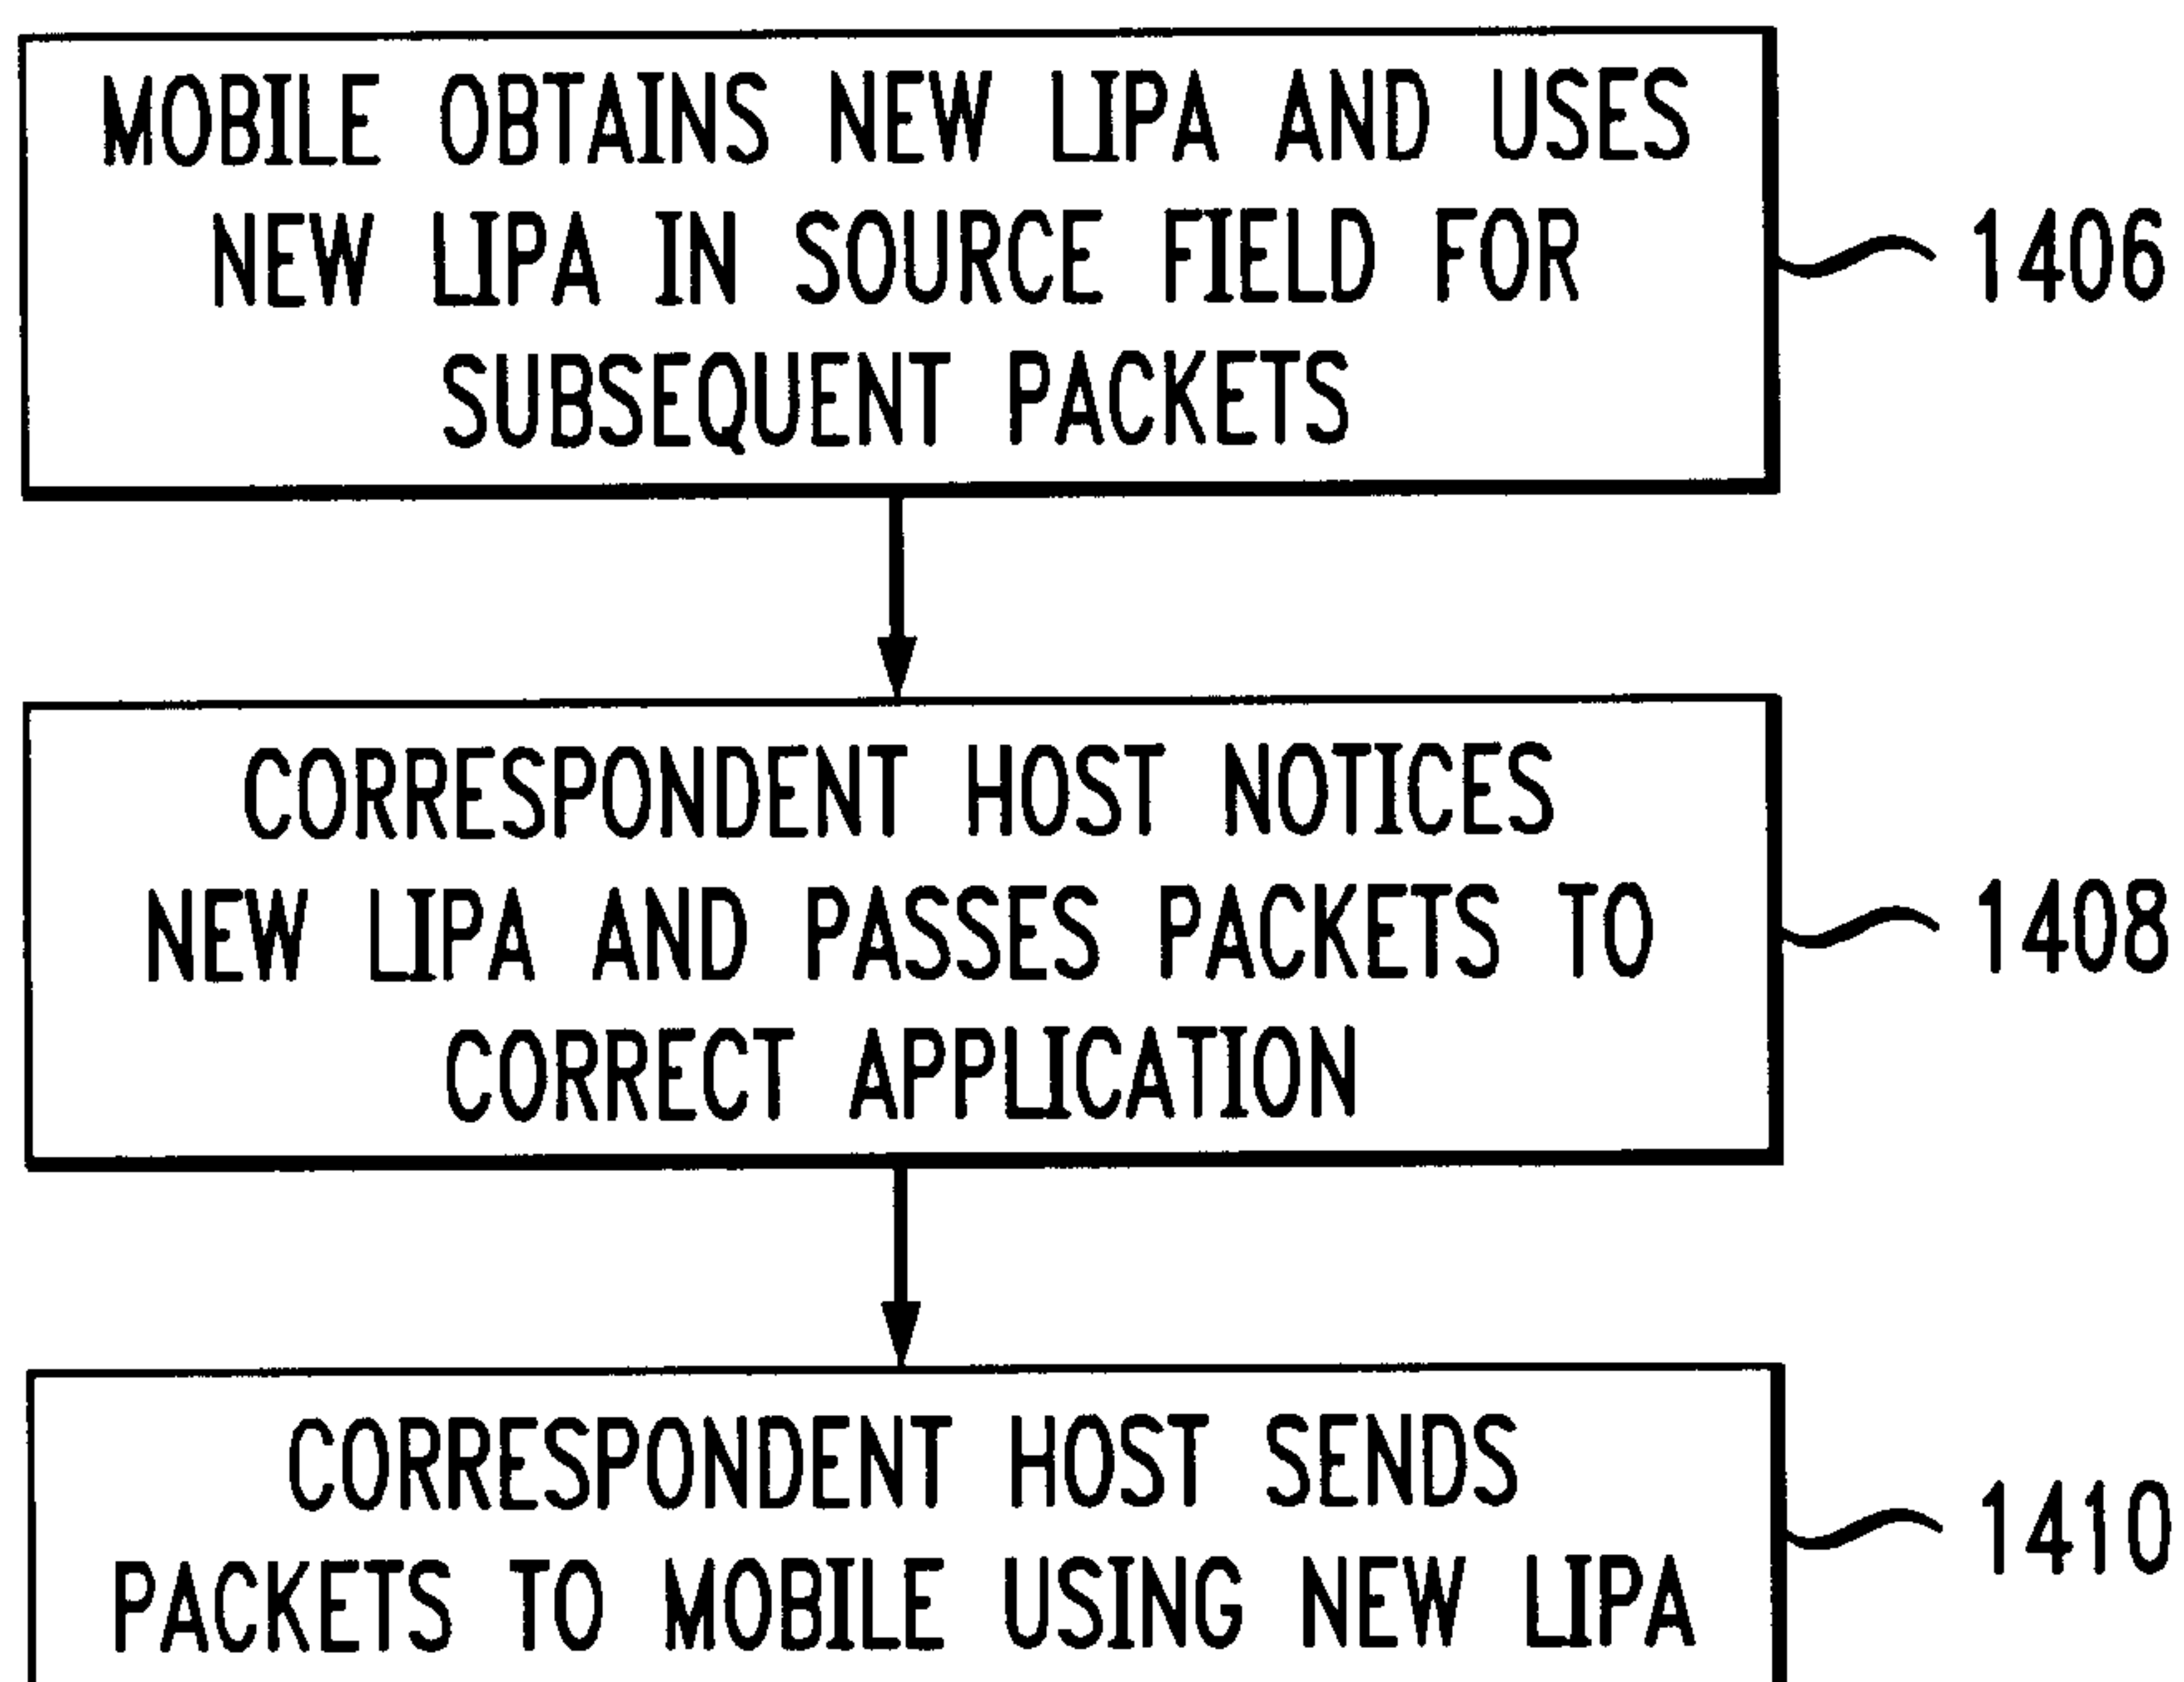 MOBILE OBTAINS NEW LIPA AND USES
NEW LIPA IN SOURCE FIELD FOR
SUBSEQUENT PACKETS
1406
CORRESPONDENT HOST NOTICES
NEW LIPA AND PASSES PACKETS TO
CORRECT APPLICATION
1408
CORRESPONDENT HOST SENDS
PACKETS TO MOBILE USING NEW LIPA
1410